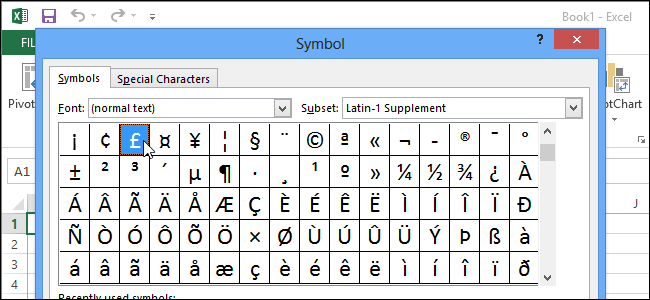 Book1 - Excel
FIL
Symbol
?
Symbols
Special Characters
Font: (normal text)
Subset: Latin-1 Supplement
Pivot
otChart
¡ ¢ £ ¤ ¥ ¦ § ¨ © ª « ¬ - ® ¯ °
± ² ³ ´ µ ¶ · ¸ ¹ º » ¼ ½ ¾ ¿ À
Á Â Ã Ä Å Æ Ç È É Ê Ë Ì Í Î Ï Ð
Ñ Ò Ó Ô Õ Ö × Ø Ù Ú Û Ü Ý Þ ß à
á â ã ä å æ ç è é ê ë ì í î ï ð
A1
J
1
2
3
4
Recently used symbols: